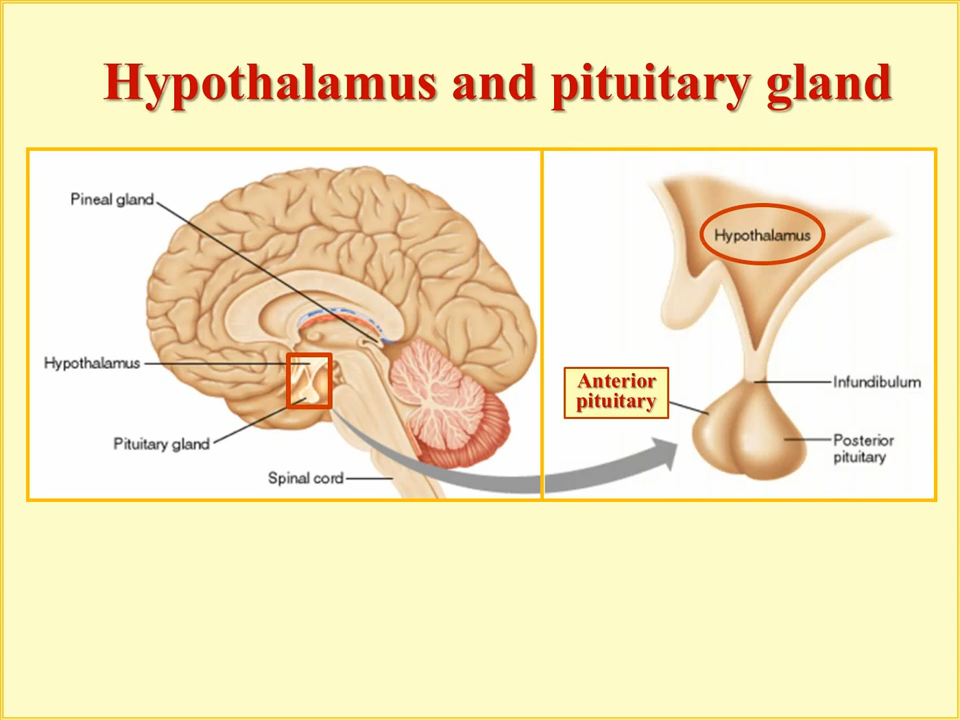 Hypothalamus and pituitary gland
Pineal gland
Hypothalamus
Pituitary gland
Spinal cord
Hypothalamus
Anterior
pituitary
Infundibulum
Posterior
pituitary